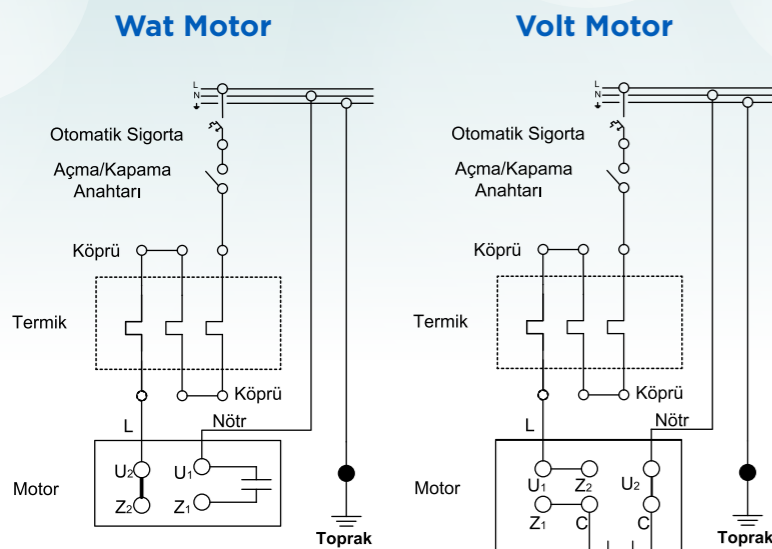 Wat Motor
L
N
Otomatik Sigorta
Açma/Kapama
Anahtarı
Köprü
Termik
Köprü
L
Nötr
Motor
U2
U1
Z2
Z1
Toprak
Volt Motor
L
N
Otomatik Sigorta
Açma/Kapama
Anahtarı
Köprü
Termik
Köprü
L
Nötr
Motor
U1
Z2
U2
Z1
C
C
L
L
Toprak